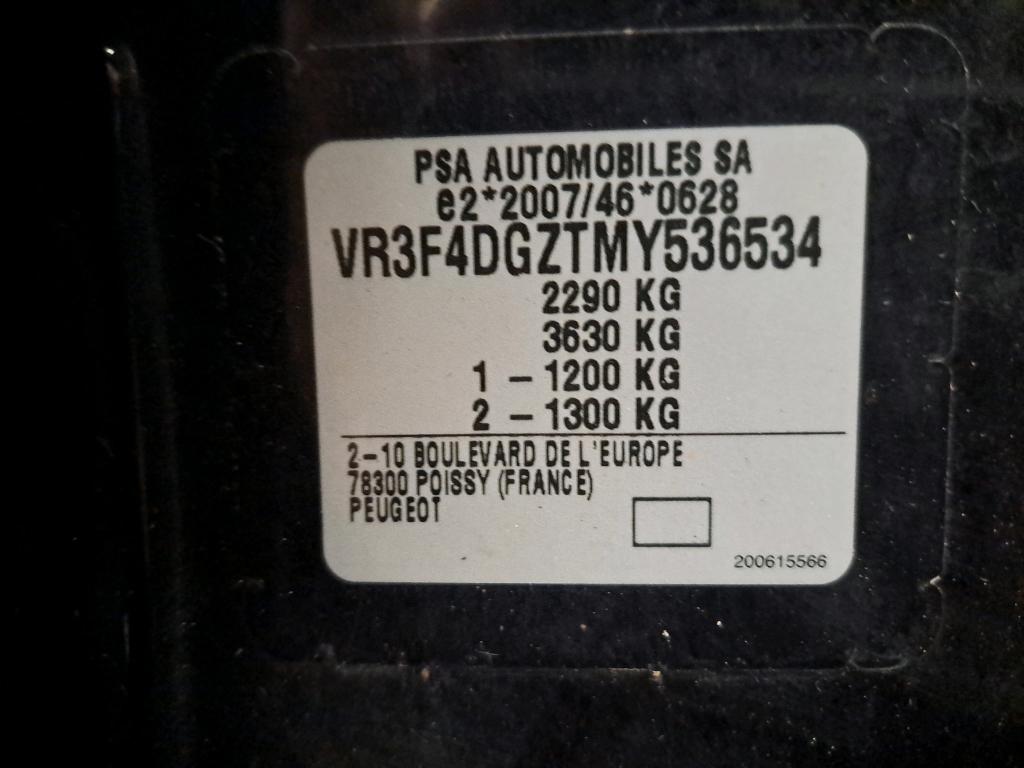 PSA AUTOMOBILES SA
e2*2007/46*0628
VR3F4DGZTMY536534
2290 KG
3630 KG
1 - 1200 KG
2 - 1300 KG
2-10 BOULEVARD DE L'EUROPE
78300 POISSY (FRANCE)
PEUGEOT
200615566